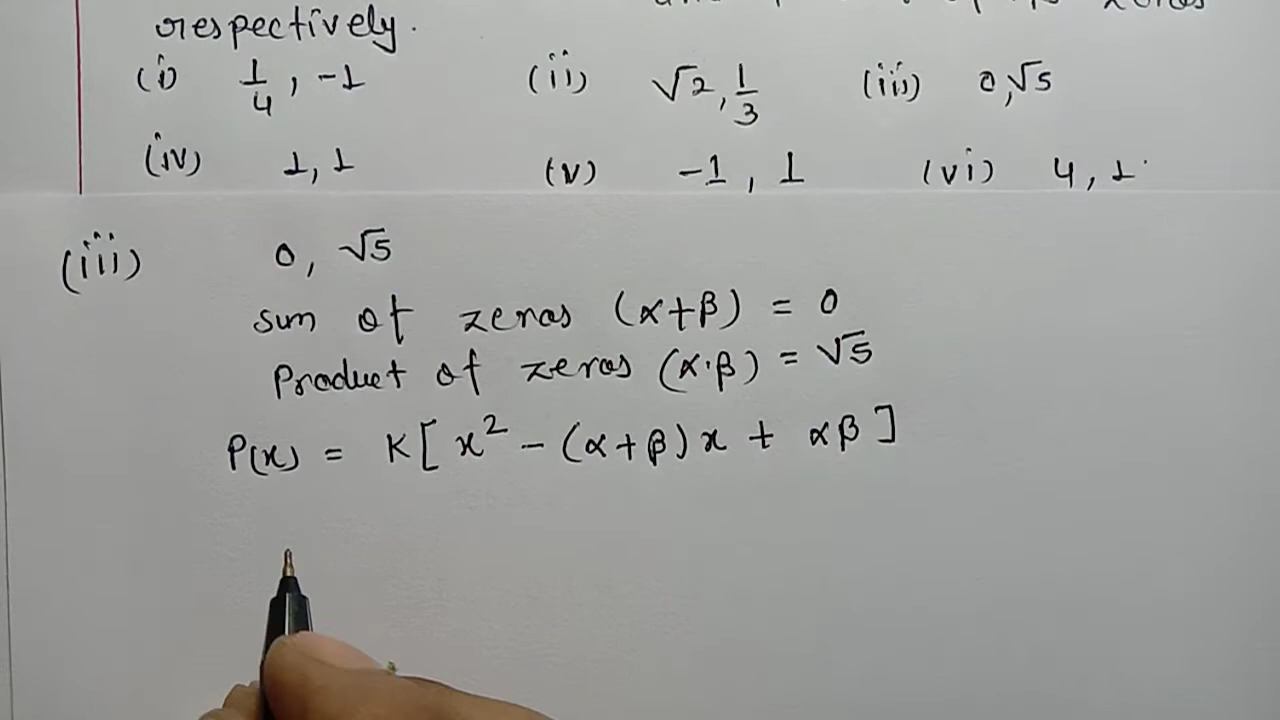 respectively.
(i) 1/4, -1 (ii) √2, 1/3 (iii) 0, √5
(iv) 1, 1 (v) -1, 1 (vi) 4, 1
(iii) 0, √5
Sum of zeros (α+β) = 0
Product of zeros (α·β) = √5
P(x) = K[x² - (α+β)x + αβ]